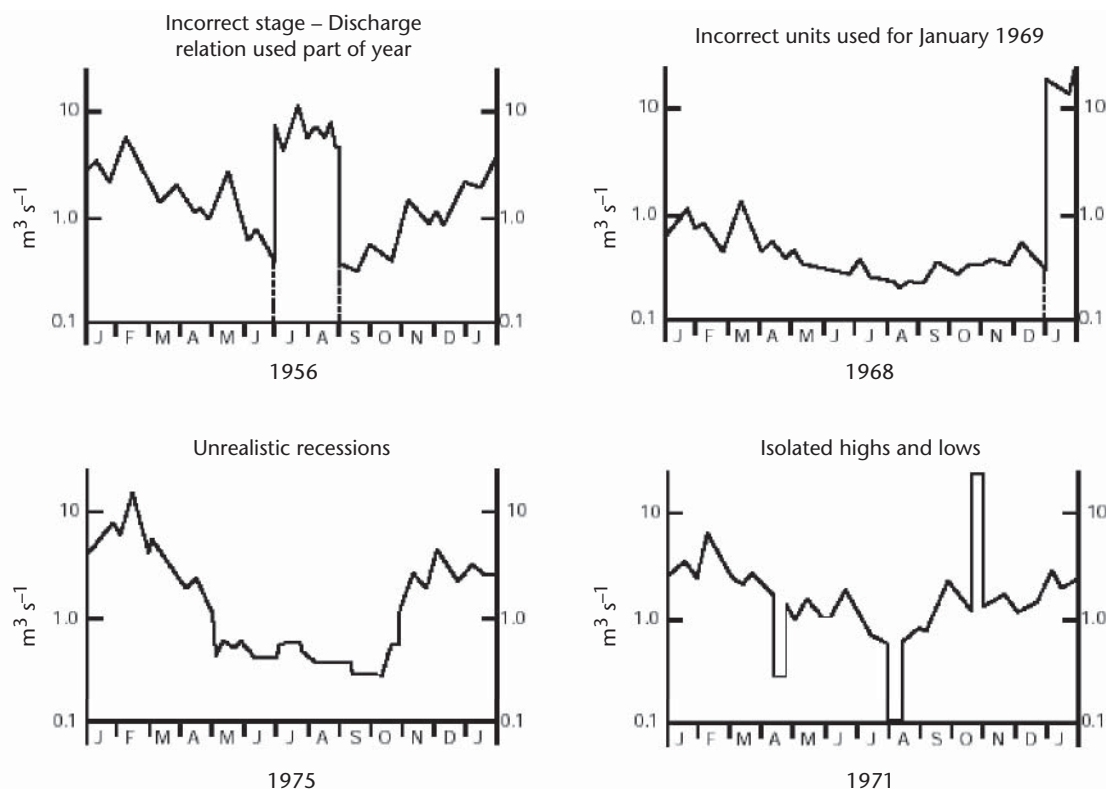 Incorrect stage – Discharge
relation used part of year
10
10
m³ s⁻¹
1.0
1.0
0.1
0.1
J F M A M J J A S O N D J
1956
Incorrect units used for January 1969
10
10
m³ s⁻¹
1.0
1.0
0.1
0.1
J F M A M J J A S O N D J
1968
Unrealistic recessions
10
10
m³ s⁻¹
1.0
1.0
0.1
0.1
J F M A M J J A S O N D J
1975
Isolated highs and lows
10
10
m³ s⁻¹
1.0
1.0
0.1
0.1
J F M A M J J A S O N D J
1971